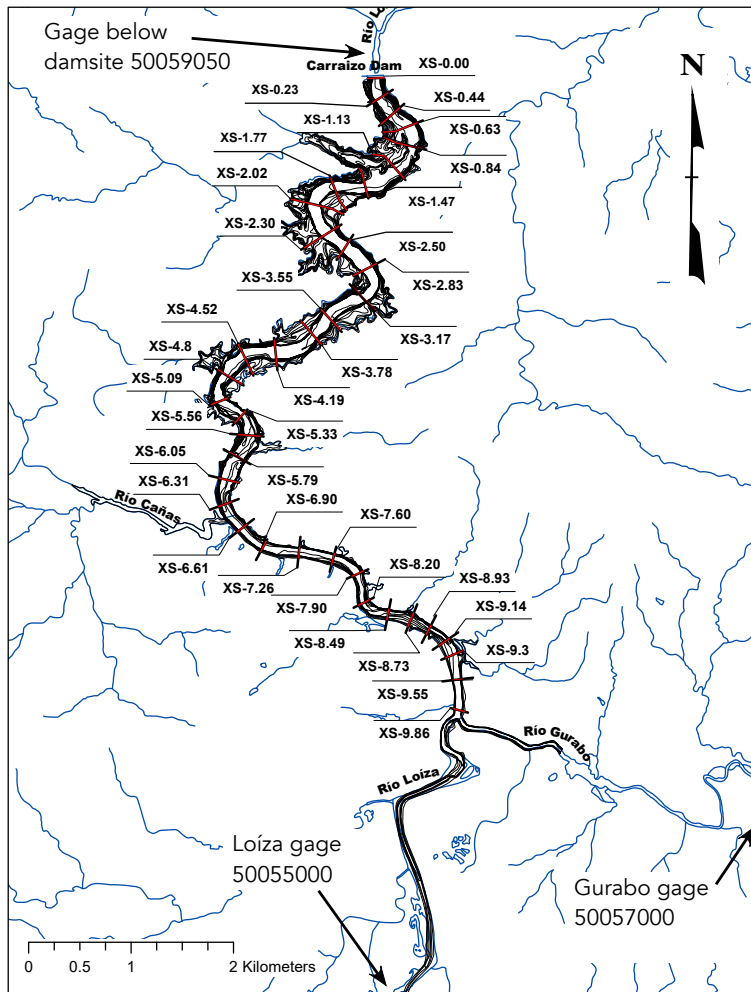 Gage below
damsite 50059050
Río Lo
Carraizo Dam
XS-0.00
N
XS-0.23
XS-0.44
XS-1.13
XS-0.63
XS-1.77
XS-0.84
XS-2.02
XS-1.47
XS-2.30
XS-2.50
XS-2.83
XS-3.55
XS-4.52
XS-3.17
XS-4.8
XS-3.78
XS-5.09
XS-4.19
XS-5.56
XS-5.33
XS-6.05
XS-5.79
XS-6.31
Río Cañas
XS-6.90
XS-7.60
XS-6.61
XS-7.26
XS-8.20
XS-8.93
XS-7.90
XS-9.14
XS-8.49
XS-9.3
XS-8.73
XS-9.55
XS-9.86
Río Gurabo
Río Loíza
Loíza gage
50055000
Gurabo gage
50057000
0 0.5 1 2 Kilometers